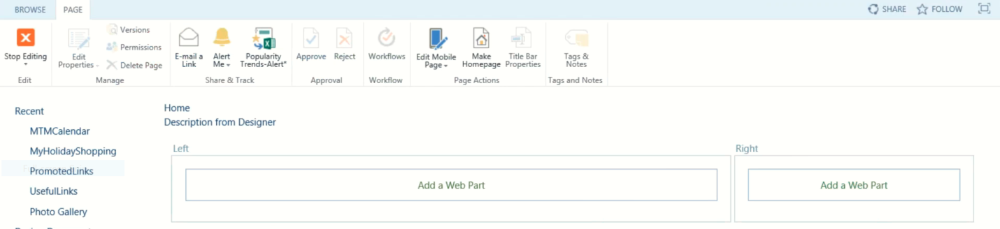 BROWSE PAGE SHARE FOLLOW
Stop Editing
Edit
Properties
Versions
Permissions
Delete Page
E-mail a
Link
Alert
Me
Popularity
Trends-Alert*
Approve
Reject
Workflows
Edit Mobile
Page
Make
Homepage
Title Bar
Properties
Tags &
Notes
Edit
Manage
Share & Track
Approval
Workflow
Page Actions
Tags and Notes
Recent
MTMCalendar
MyHolidayShopping
PromotedLinks
UsefulLinks
Photo Gallery
Home
Description from Designer
Left
Add a Web Part
Right
Add a Web Part